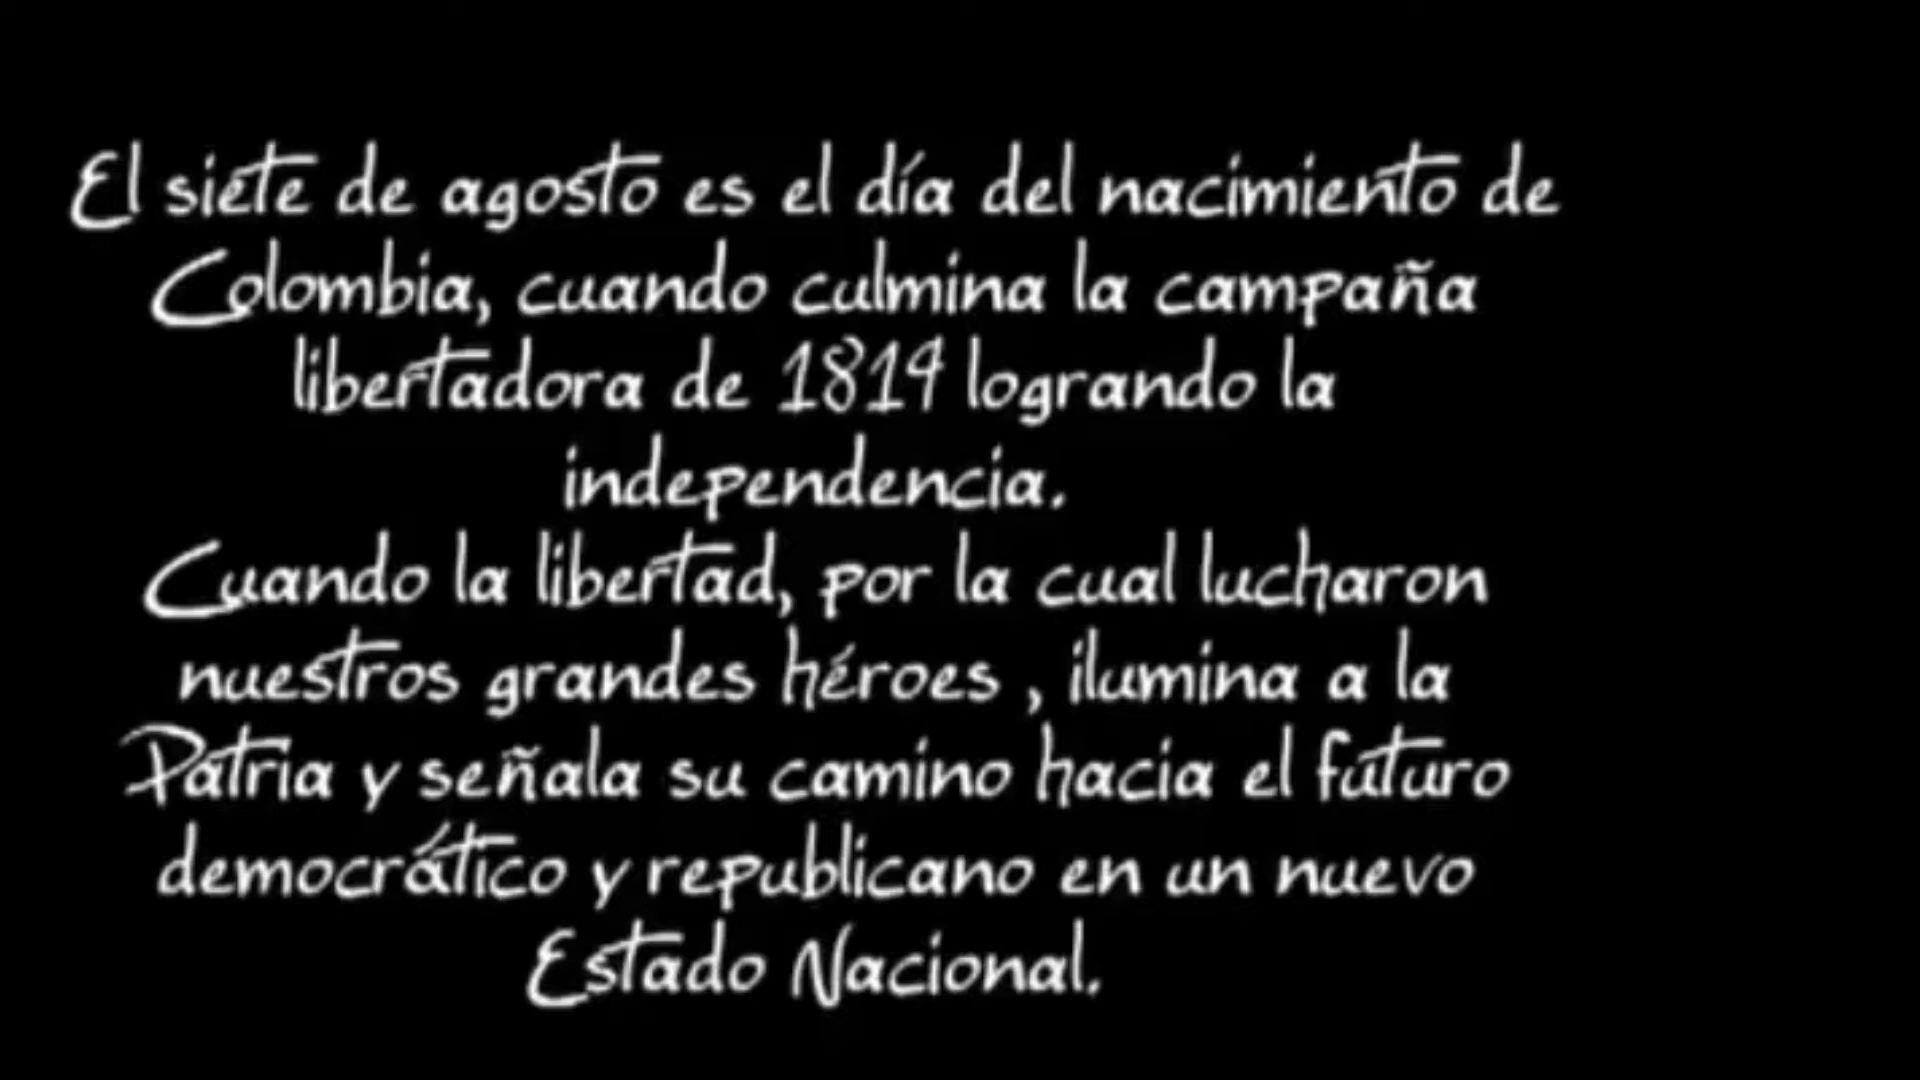 El siete de agosto es el día del nacimiento de
Colombia, cuando culmina la campaña
libertadora de 1819 logrando la
independencia.
Cuando la libertad, por la cual lucharon
nuestros grandes héroes , ilumina a la
Patria y señala su camino hacia el futuro
democrático y republicano en un nuevo
Estado Nacional.